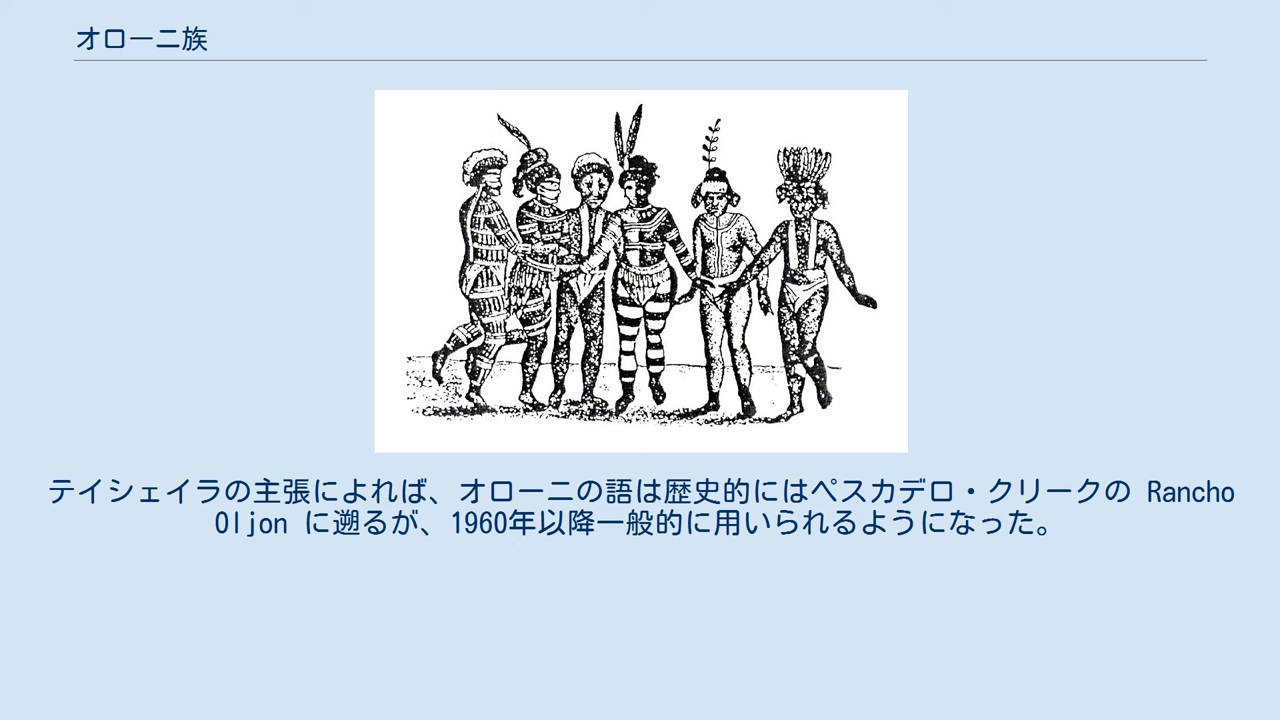 オローニ族
テイシェイラの主張によれば、オローニの語は歴史的にはペスカデロ・クリークの Rancho
Oljon に遡るが、1960年以降一般的に用いられるようになった。